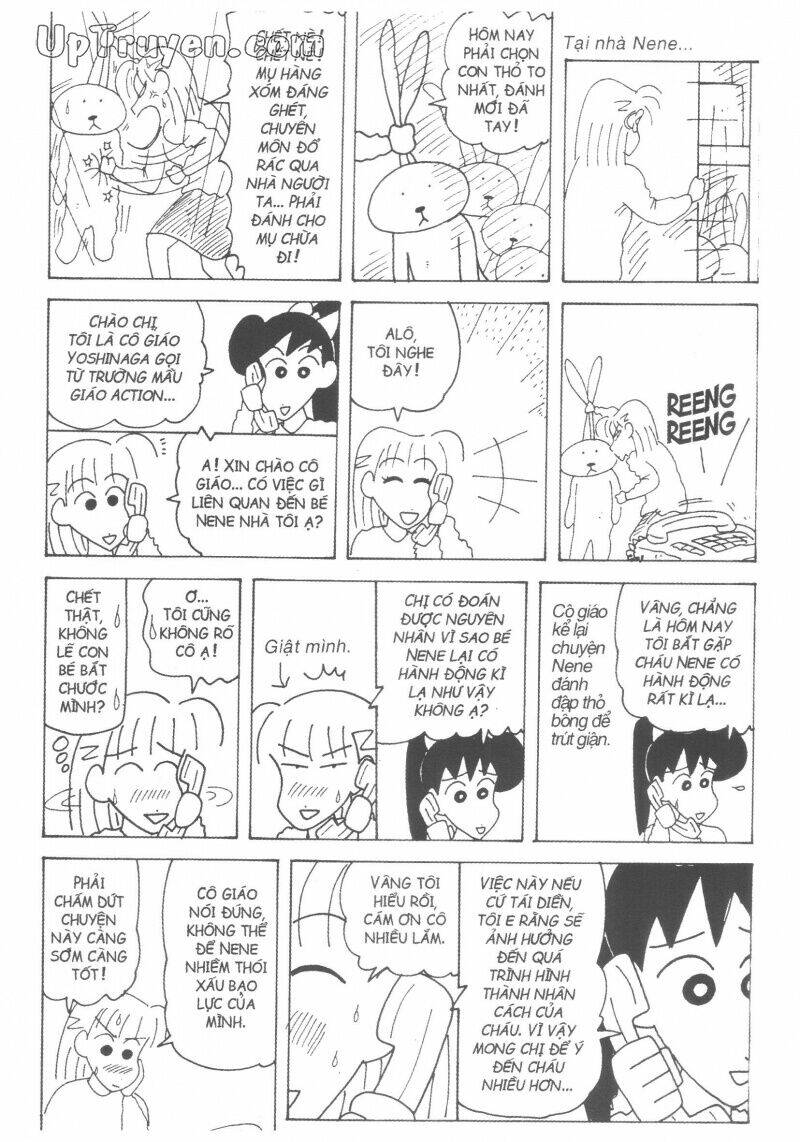 UpTruyen.com
Tại nhà Nene...
HÔM NAY
PHẢI CHỌN
CON THỎ TO
NHẤT, ĐÁNH
MỚI ĐÃ
TAY!
CHẾT NÈ!
CHẾT NÈ!
MỤ HÀNG
XÓM ĐÁNG
GHÉT,
CHUYÊN
MÔN ĐỔ
RÁC QUA
NHÀ NGƯỜI
TA... PHẢI
ĐÁNH CHO
MỤ CHỪA
ĐI!
REENG
REENG
ALÔ,
TÔI NGHE
ĐÂY!
CHÀO CHỊ,
TÔI LÀ CÔ GIÁO
YOSHINAGA GỌI
TỪ TRƯỜNG MẪU
GIÁO ACTION...
A! XIN CHÀO CÔ
GIÁO... CÓ VIỆC GÌ
LIÊN QUAN ĐẾN BÉ
NENE NHÀ TÔI Ạ?
VÂNG, CHẲNG
LÀ HÔM NAY
TÔI BẮT GẶP
CHÁU NENE CÓ
HÀNH ĐỘNG
RẤT KÌ LẠ...
Cô giáo
kể lại
chuyện
Nene
đánh
đập thỏ
bông để
trút giận.
CHỊ CÓ ĐOÁN
ĐƯỢC NGUYÊN
NHÂN VÌ SAO BÉ
NENE LẠI CÓ
HÀNH ĐỘNG KÌ
LẠ NHƯ VẬY
KHÔNG Ạ?
Giật mình.
Ơ...
TÔI CŨNG
KHÔNG RÕ
CÔ Ạ!
CHẾT
THẬT,
KHÔNG
LẼ CON
BÉ BẮT
CHƯỚC
MÌNH?
VIỆC NÀY NẾU
CỨ TÁI DIỄN,
TÔI E RẰNG SẼ
ẢNH HƯỞNG
ĐẾN QUÁ
TRÌNH HÌNH
THÀNH NHÂN
CÁCH CỦA
CHÁU. VÌ VẬY
MONG CHỊ ĐỂ Ý
ĐẾN CHÁU
NHIỀU HƠN...
VÂNG TÔI
HIỂU RỒI,
CÁM ƠN CÔ
NHIỀU LẮM.
CÔ GIÁO
NÓI ĐÚNG,
KHÔNG THỂ
ĐỂ NENE
NHIỄM THÓI
XẤU BẠO
LỰC CỦA
MÌNH.
PHẢI
CHẤM DỨT
CHUYỆN
NÀY CÀNG
SỚM CÀNG
TỐT!